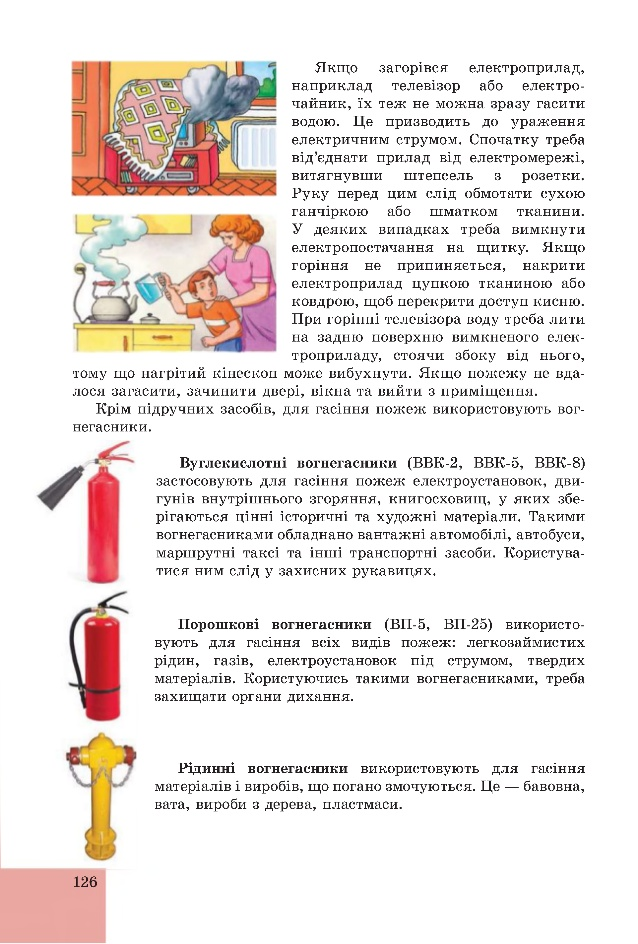 Якщо загорівся електроприлад,
наприклад телевізор або електро-
чайник, їх теж не можна зразу гасити
водою. Це призводить до ураження
електричним струмом. Спочатку треба
від’єднати прилад від електромережі,
витягнувши штепсель з розетки.
Руку перед цим слід обмотати сухою
ганчіркою або шматком тканини.
У деяких випадках треба вимкнути
електропостачання на щитку. Якщо
горіння не припиняється, накрити
електроприлад цупкою тканиною або
ковдрою, щоб перекрити доступ кисню.
При горінні телевізора воду треба лити
на задню поверхню вимкненого елек-
троприладу, стоячи збоку від нього,
тому що нагрітий кінескоп може вибухнути. Якщо пожежу не вда-
лося загасити, зачинити двері, вікна та вийти з приміщення.
Крім підручних засобів, для гасіння пожеж використовують вог-
негасники.
Вуглекислотні вогнегасники (ВВК-2, ВВК-5, ВВК-8)
застосовують для гасіння пожеж електроустановок, дви-
гунів внутрішнього згоряння, книгосховищ, у яких збе-
рігаються цінні історичні та художні матеріали. Такими
вогнегасниками обладнано вантажні автомобілі, автобуси,
маршрутні таксі та інші транспортні засоби. Користува-
тися ним слід у захисних рукавицях.
Порошкові вогнегасники (ВП-5, ВП-25) використо-
вують для гасіння всіх видів пожеж: легкозаймистих
рідин, газів, електроустановок під струмом, твердих
матеріалів. Користуючись такими вогнегасниками, треба
захищати органи дихання.
Рідинні вогнегасники використовують для гасіння
матеріалів і виробів, що погано змочуються. Це — бавовна,
вата, вироби з дерева, пластмаси.
126